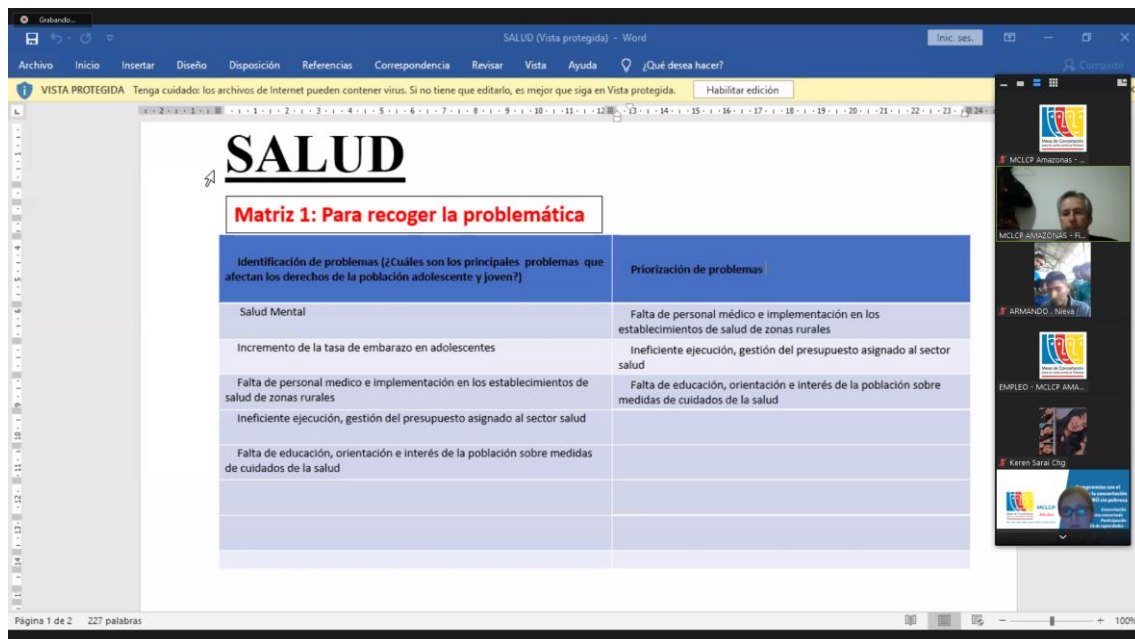 Grabando...
SALUD (Vista protegida) - Word
Inic. ses.
Archivo Inicio Insertar Diseño Disposición Referencias Correspondencia Revisar Vista Ayuda ¿Qué desea hacer? Compartir
VISTA PROTEGIDA Tenga cuidado: los archivos de Internet pueden contener virus. Si no tiene que editarlo, es mejor que siga en Vista protegida. Habilitar edición
SALUD
Matriz 1: Para recoger la problemática
Identificación de problemas (¿Cuáles son los principales problemas que
afectan los derechos de la población adolescente y joven?)
Priorización de problemas
Salud Mental
Falta de personal médico e implementación en los
establecimientos de salud de zonas rurales
Incremento de la tasa de embarazo en adolescentes
Ineficiente ejecución, gestión del presupuesto asignado al sector
salud
Falta de personal medico e implementación en los establecimientos de
salud de zonas rurales
Falta de educación, orientación e interés de la población sobre
medidas de cuidados de la salud
Ineficiente ejecución, gestión del presupuesto asignado al sector salud
Falta de educación, orientación e interés de la población sobre medidas
de cuidados de la salud
MCLCP Amazonas - ...
MCLCP AMAZONAS - Fi...
ARMANDO . Nieva
EMPLEO - MCLCP AMA...
Keren Sarai Chg
MCLCP
Página 1 de 2 227 palabras
100%